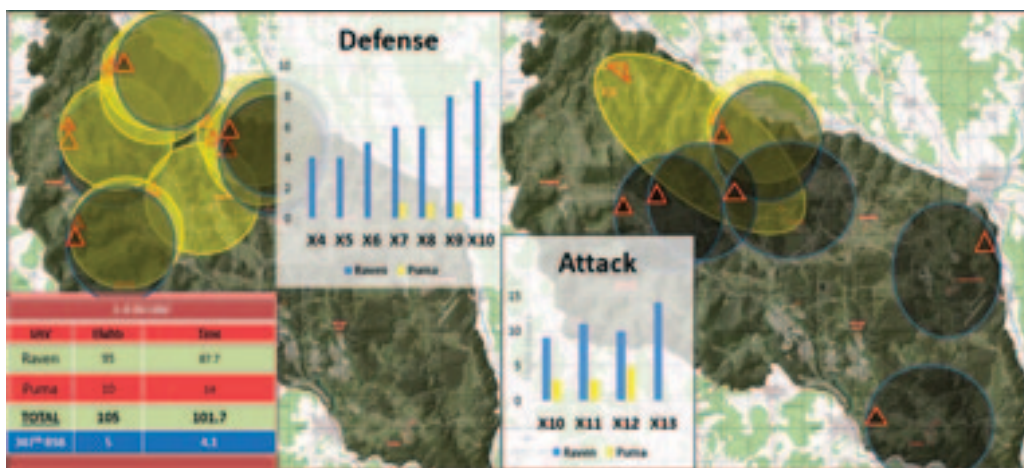 Defense
10
8
6
4
2
0
X4 X5 X6 X7 X8 X9 X10
Raven Puma
Attack
15
10
5
0
X10 X11 X12 X13
Raven Puma
UAV Flights Time
Raven 95 87.7
Puma 10 14
TOTAL 105 101.7
5 4.1